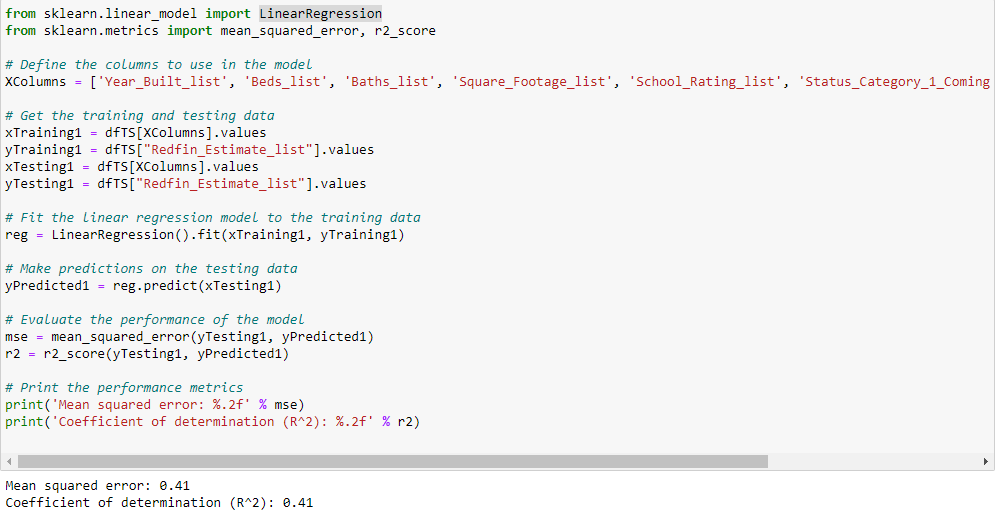 from sklearn.linear_model import LinearRegression
from sklearn.metrics import mean_squared_error, r2_score
# Define the columns to use in the model
XColumns = ['Year_Built_list', 'Beds_list', 'Baths_list', 'Square_Footage_list', 'School_Rating_list', 'Status_Category_1_Coming
# Get the training and testing data
xTraining1 = dfTS[XColumns].values
yTraining1 = dfTS["Redfin_Estimate_list"].values
xTesting1 = dfTS[XColumns].values
yTesting1 = dfTS["Redfin_Estimate_list"].values
# Fit the linear regression model to the training data
reg = LinearRegression().fit(xTraining1, yTraining1)
# Make predictions on the testing data
yPredicted1 = reg.predict(xTesting1)
# Evaluate the performance of the model
mse = mean_squared_error(yTesting1, yPredicted1)
r2 = r2_score(yTesting1, yPredicted1)
# Print the performance metrics
print('Mean squared error: %.2f' % mse)
print('Coefficient of determination (R^2): %.2f' % r2)
Mean squared error: 0.41
Coefficient of determination (R^2): 0.41